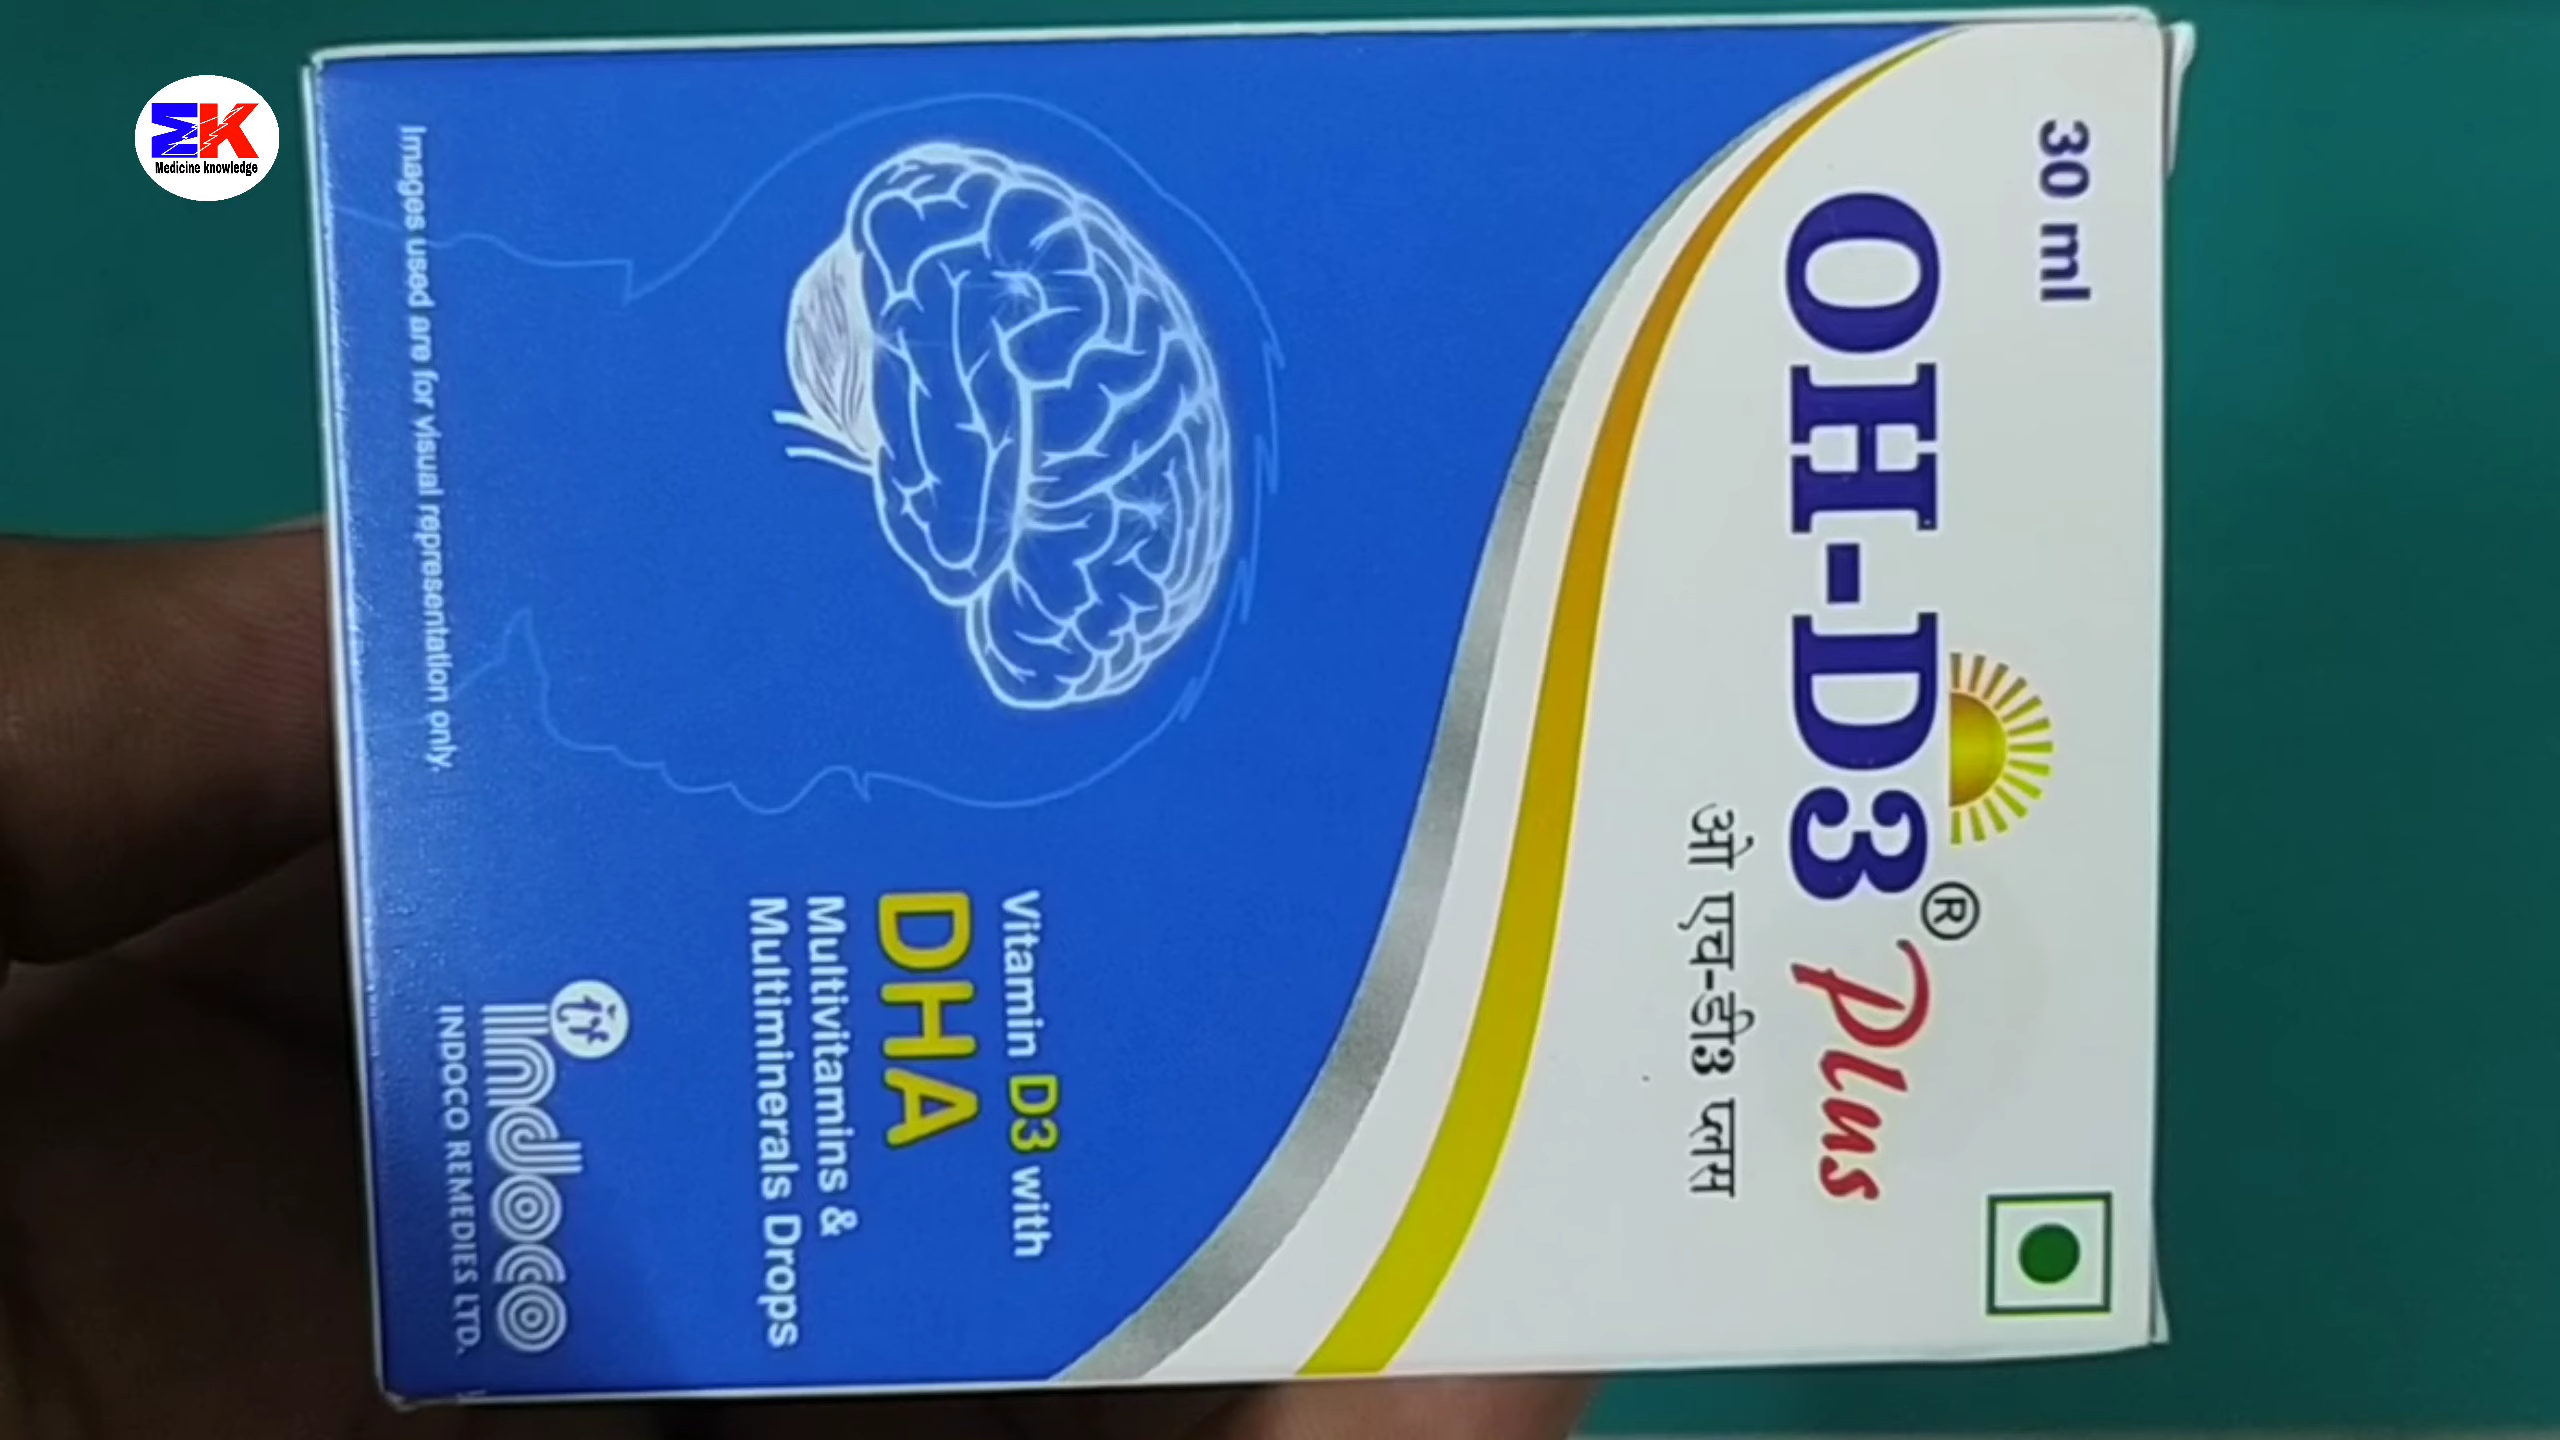 30 ml
OH-D3® Plus
ओ एच-डी3 प्लस
Vitamin D3 with
DHA
Multivitamins &
Multiminerals Drops
Indoco
INDOCO REMEDIES LTD.
Images used are for visual representation only.
MK
Medicine knowledge